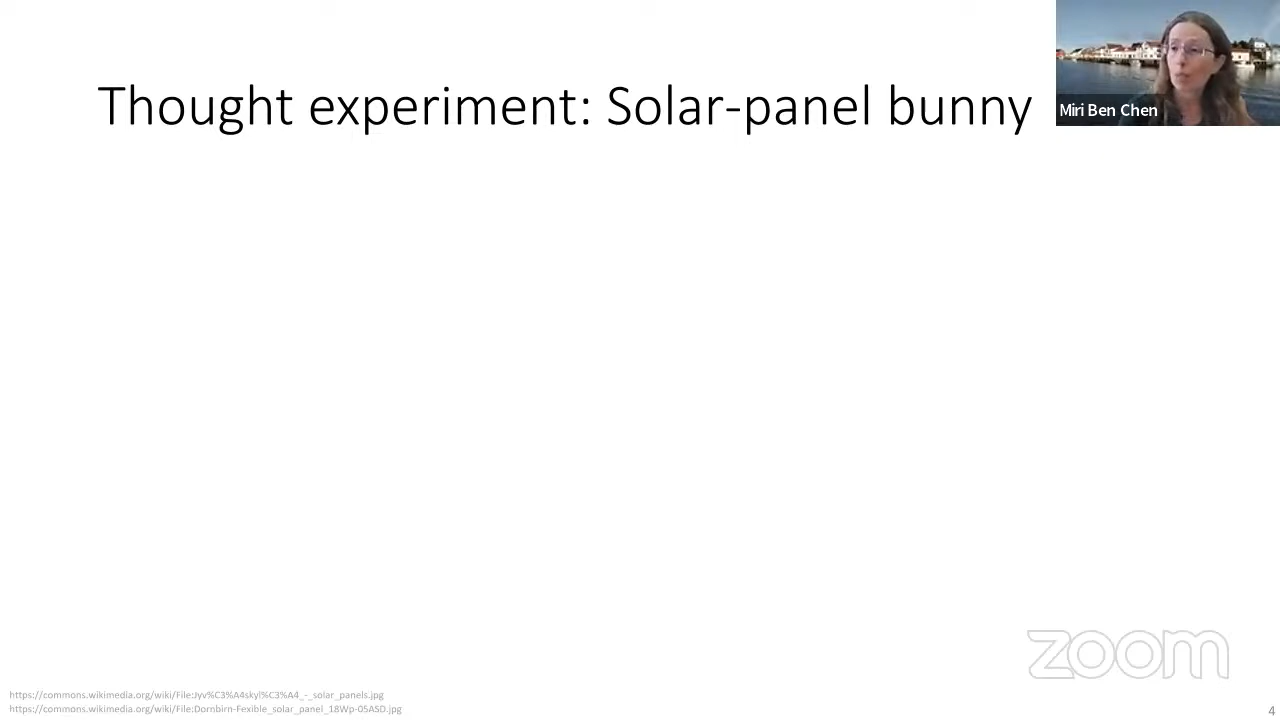 Thought experiment: Solar-panel bunny
Miri Ben Chen
zoom
https://commons.wikimedia.org/wiki/File:Jyv%C3%A4skyl%C3%A4_-_solar_panels.jpg
https://commons.wikimedia.org/wiki/File:Dornbirn-Fexible_solar_panel_18Wp-05ASD.jpg
4